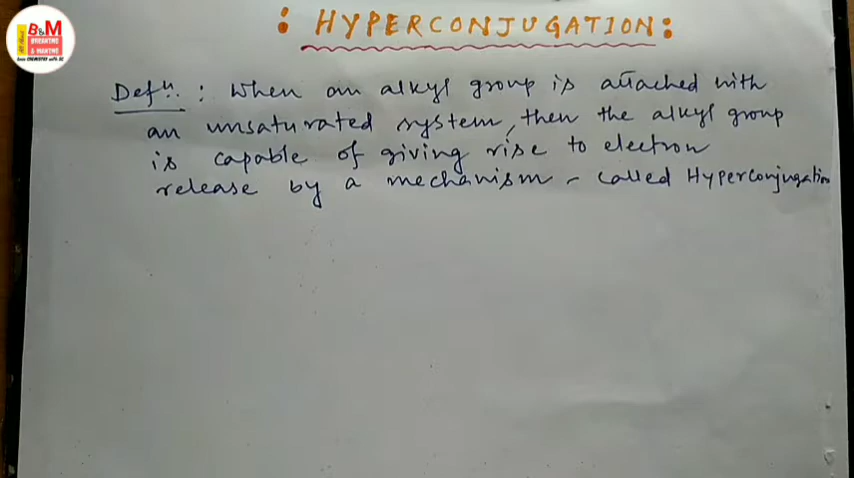 : HYPERCONJUGATION :
B&M
Defn. : When an alkyl group is attached with
an unsaturated system, then the alkyl group
is capable of giving rise to electron
release by a mechanism - called Hyperconjugation